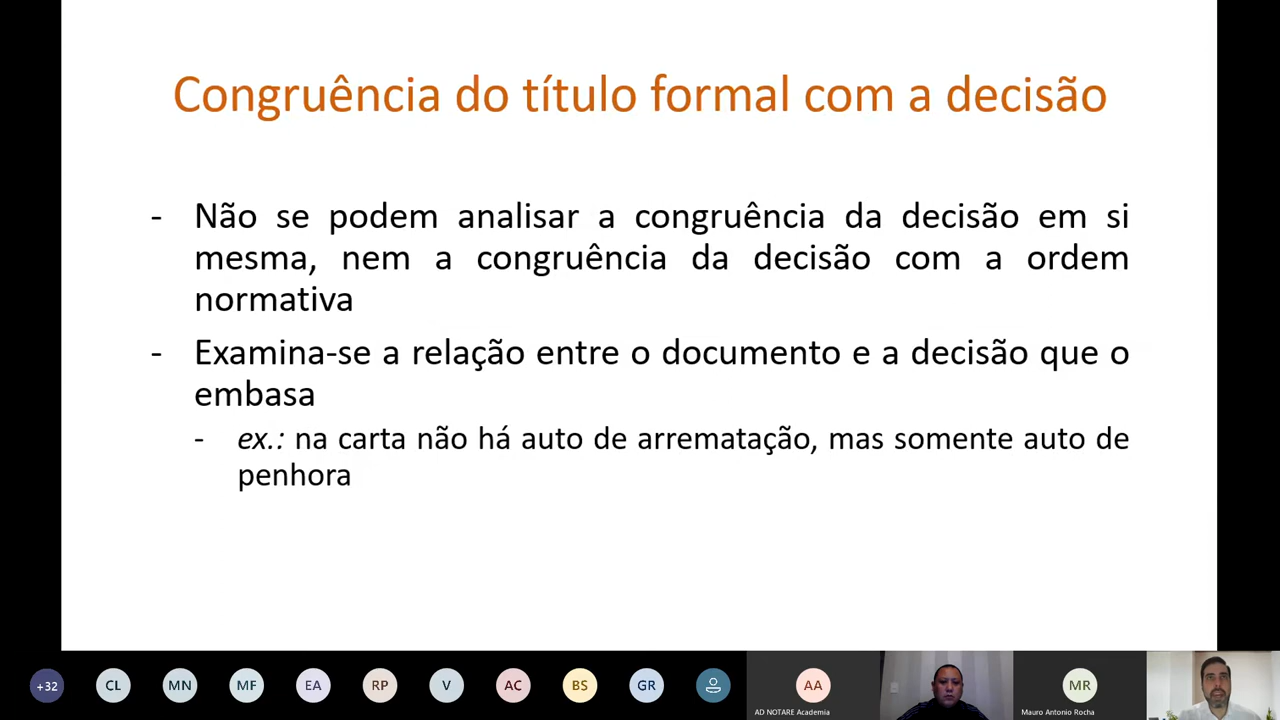 Congruência do título formal com a decisão
- Não se podem analisar a congruência da decisão em si
mesma, nem a congruência da decisão com a ordem
normativa
- Examina-se a relação entre o documento e a decisão que o
embasa
- ex.: na carta não há auto de arrematação, mas somente auto de
penhora
+32 CL MN MF EA RP V AC BS GR AA MR
AD NOTARE Academia Mauro Antonio Rocha